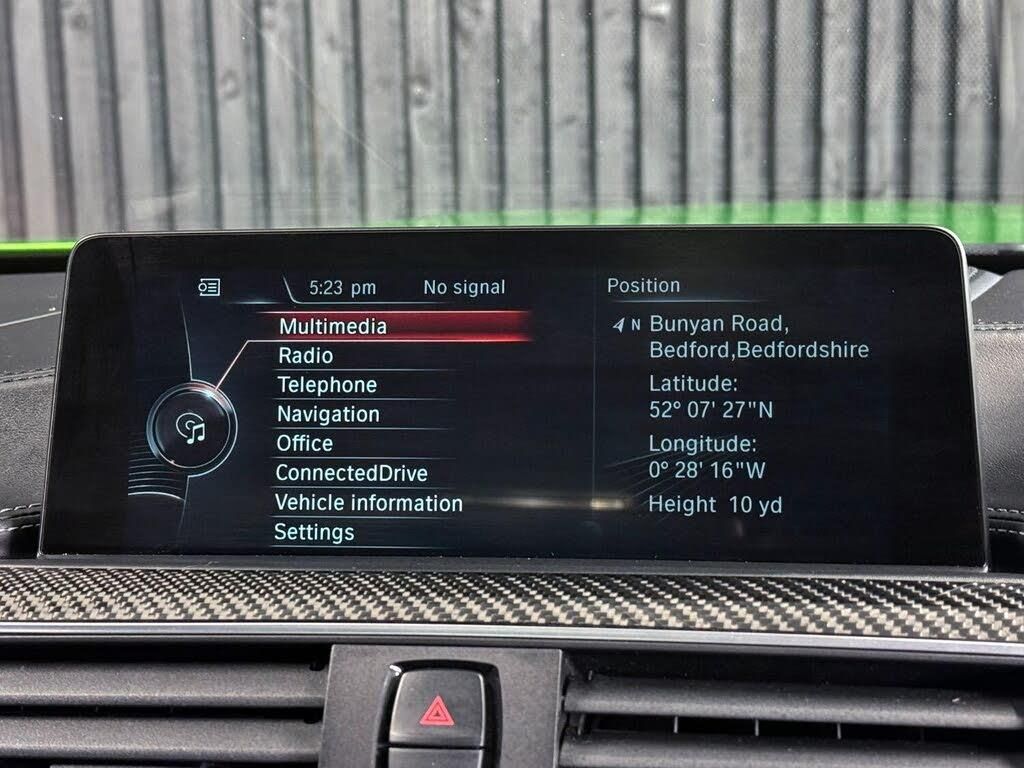 5:23 pm No signal
Multimedia
Radio
Telephone
Navigation
Office
ConnectedDrive
Vehicle information
Settings
Position
N Bunyan Road,
Bedford,Bedfordshire
Latitude:
52° 07' 27"N
Longitude:
0° 28' 16"W
Height 10 yd